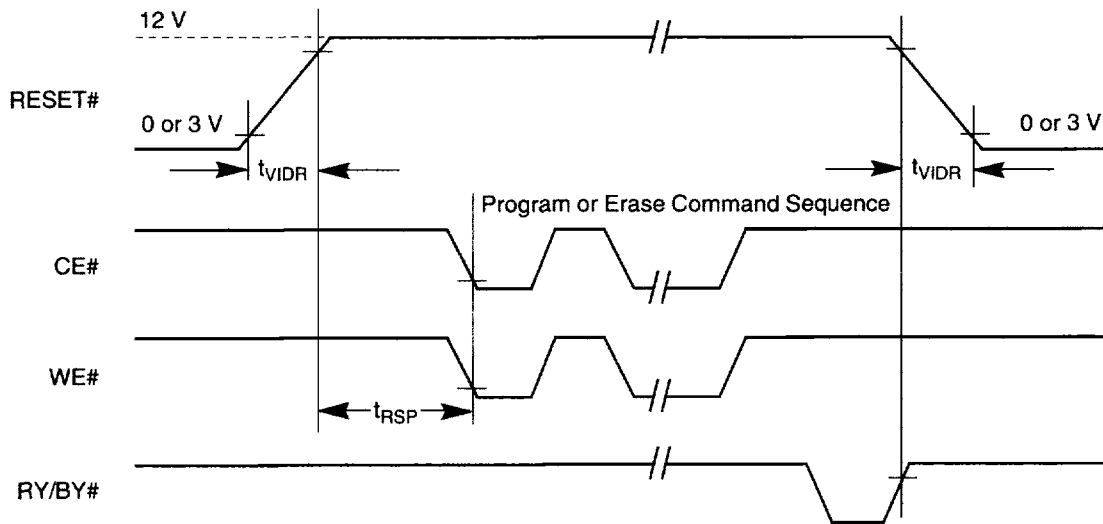 12 V
RESET#
0 or 3 V
0 or 3 V
tVIDR
tVIDR
Program or Erase Command Sequence
CE#
WE#
tRSP
RY/BY#